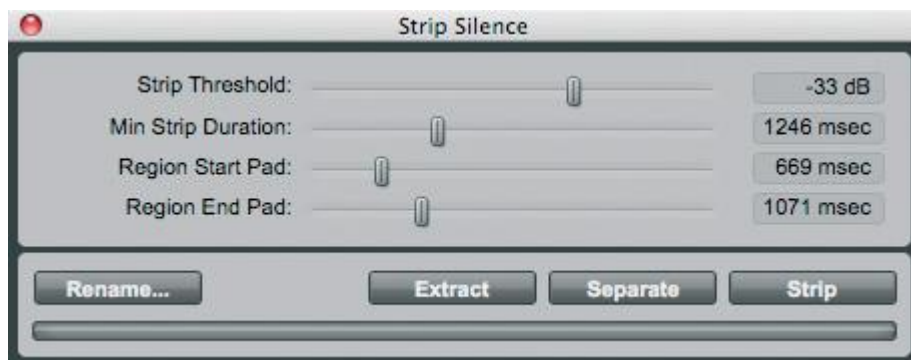 Strip Silence
Strip Threshold: -33 dB
Min Strip Duration: 1246 msec
Region Start Pad: 669 msec
Region End Pad: 1071 msec
Rename... Extract Separate Strip